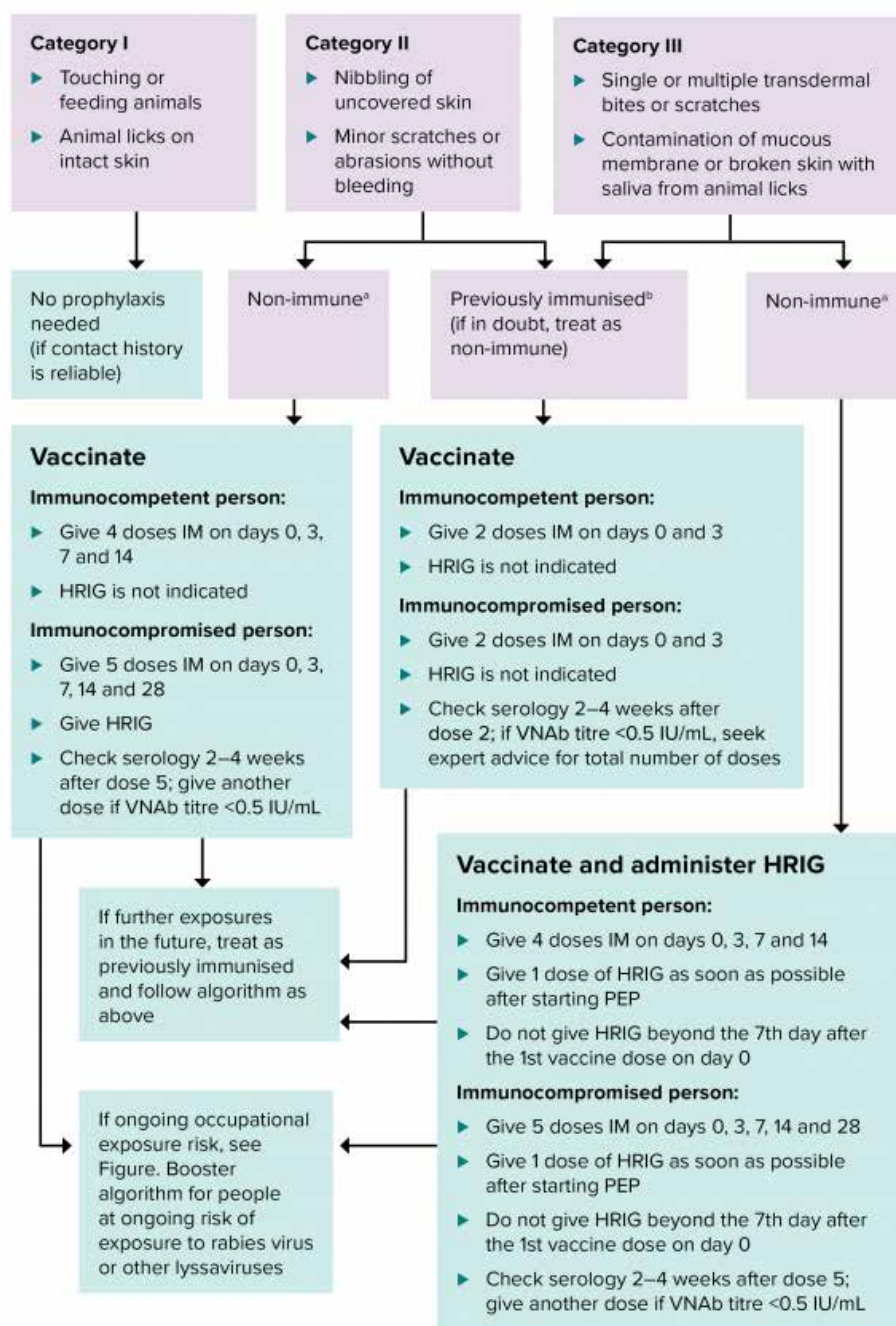 Category I
▶ Touching or
feeding animals
▶ Animal licks on
intact skin
Category II
▶ Nibbling of
uncovered skin
▶ Minor scratches or
abrasions without
bleeding
Category III
▶ Single or multiple transdermal
bites or scratches
▶ Contamination of mucous
membrane or broken skin with
saliva from animal licks
No prophylaxis
needed
(if contact history
is reliable)
Non-immuneᵃ
Previously immunisedᵇ
(if in doubt, treat as
non-immune)
Non-immuneᵃ
Vaccinate
Immunocompetent person:
▶ Give 4 doses IM on days 0, 3,
7 and 14
▶ HRIG is not indicated
Immunocompromised person:
▶ Give 5 doses IM on days 0, 3,
7, 14 and 28
▶ Give HRIG
▶ Check serology 2–4 weeks
after dose 5; give another
dose if VNAb titre <0.5 IU/mL
Vaccinate
Immunocompetent person:
▶ Give 2 doses IM on days 0 and 3
▶ HRIG is not indicated
Immunocompromised person:
▶ Give 2 doses IM on days 0 and 3
▶ HRIG is not indicated
▶ Check serology 2–4 weeks after
dose 2; if VNAb titre <0.5 IU/mL, seek
expert advice for total number of doses
If further exposures
in the future, treat as
previously immunised
and follow algorithm as
above
If ongoing occupational
exposure risk, see
Figure. Booster
algorithm for people
at ongoing risk of
exposure to rabies virus
or other lyssaviruses
Vaccinate and administer HRIG
Immunocompetent person:
▶ Give 4 doses IM on days 0, 3, 7 and 14
▶ Give 1 dose of HRIG as soon as possible
after starting PEP
▶ Do not give HRIG beyond the 7th day after
the 1st vaccine dose on day 0
Immunocompromised person:
▶ Give 5 doses IM on days 0, 3, 7, 14 and 28
▶ Give 1 dose of HRIG as soon as possible
after starting PEP
▶ Do not give HRIG beyond the 7th day after
the 1st vaccine dose on day 0
▶ Check serology 2–4 weeks after dose 5;
give another dose if VNAb titre <0.5 IU/mL